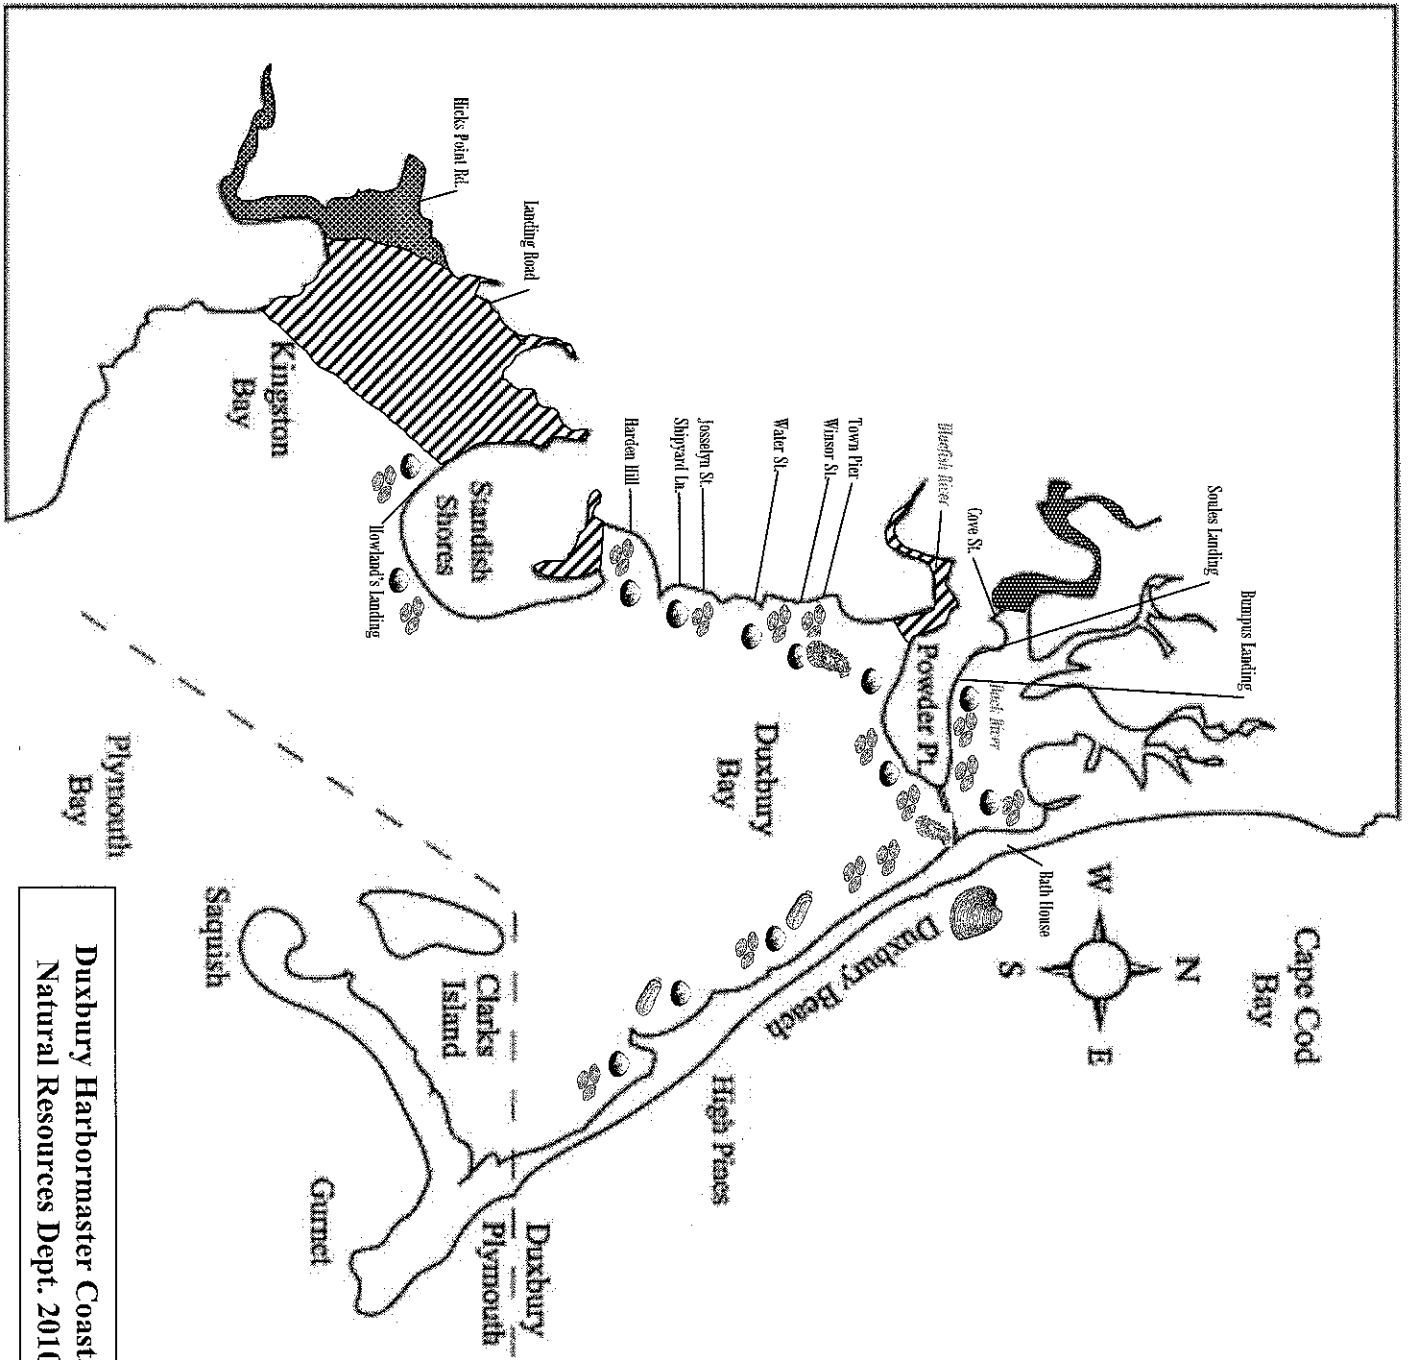 Cape Cod
Bay
Bumpus Landing
Soules Landing
N
W
E
S
Bath House
Back River
Cove St.
Bluefish River
Powder Pt.
Duxbury Beach
Town Pier
Winsor St.
Water St.
Josselyn St.
Shipyard Ln.
Harden Hill
Duxbury
Bay
High Pines
Landing Road
Hicks Point Rd.
Standish
Shores
Howland's Landing
Clarks
Island
Duxbury
Plymouth
Kingston
Bay
Gurnet
Saquish
Plymouth
Bay
Duxbury Harbormaster Coast
Natural Resources Dept. 2010